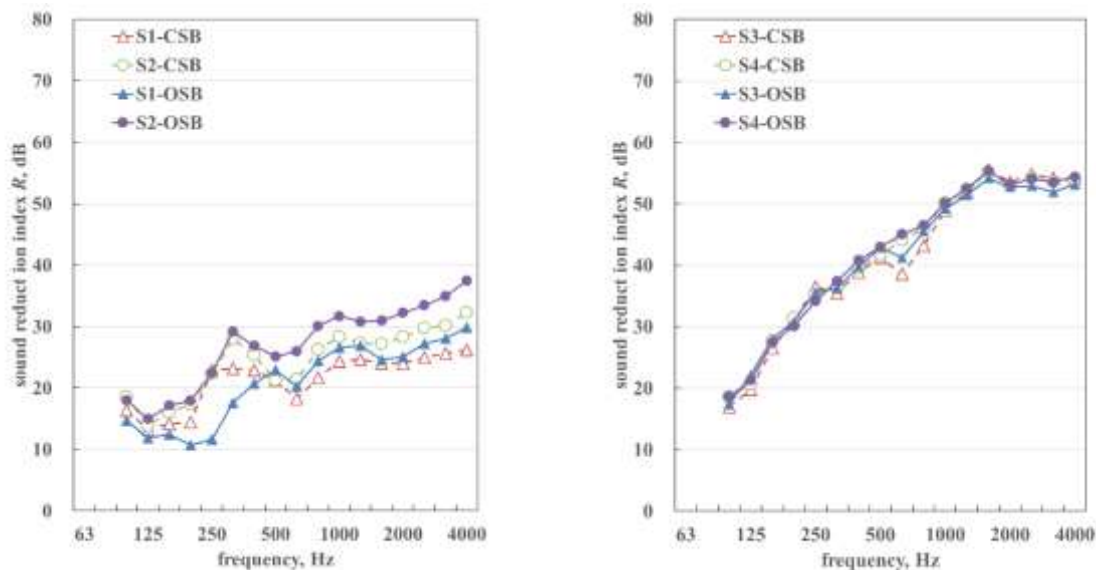 80
70
60
50
40
30
20
10
0
sound reduct ion index R, dB
S1-CSB
S2-CSB
S1-OSB
S2-OSB
63 125 250 500 1000 2000 4000
frequency, Hz
80
70
60
50
40
30
20
10
0
sound reduct ion index R, dB
S3-CSB
S4-CSB
S3-OSB
S4-OSB
63 125 250 500 1000 2000 4000
frequency, Hz